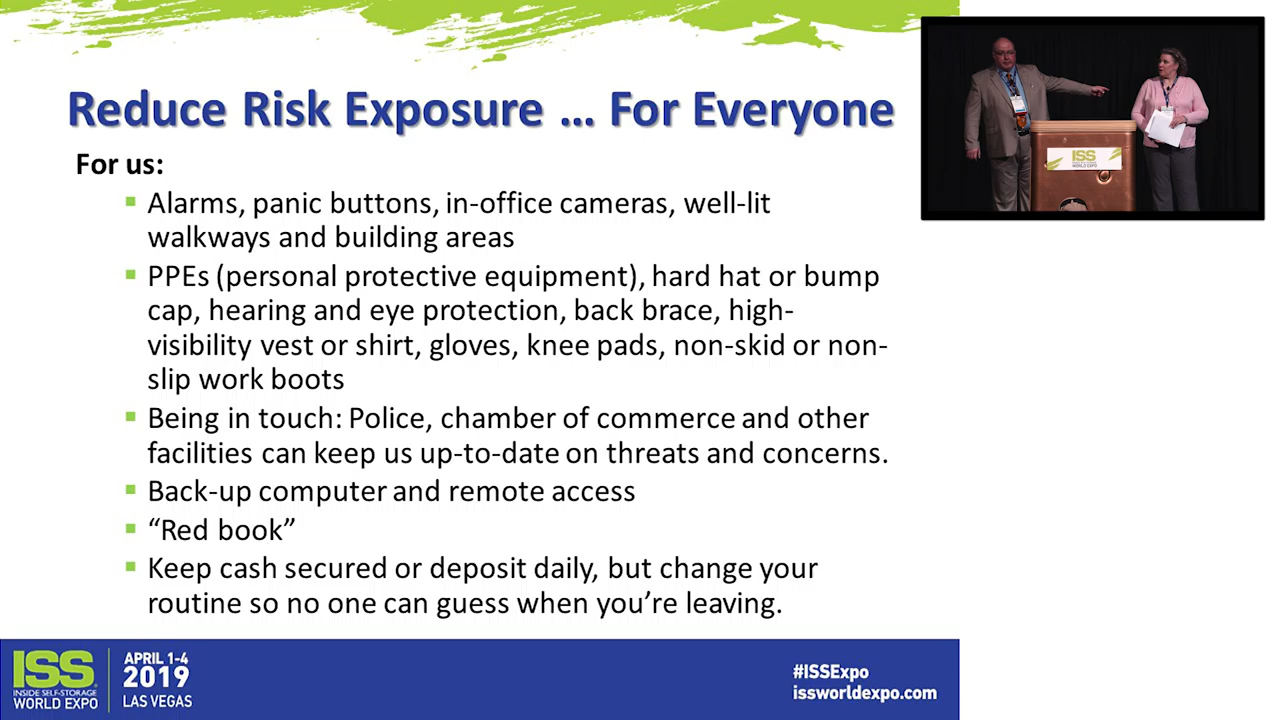 Reduce Risk Exposure ... For Everyone
For us:
Alarms, panic buttons, in-office cameras, well-lit
walkways and building areas
PPEs (personal protective equipment), hard hat or bump
cap, hearing and eye protection, back brace, high-
visibility vest or shirt, gloves, knee pads, non-skid or non-
slip work boots
Being in touch: Police, chamber of commerce and other
facilities can keep us up-to-date on threats and concerns.
Back-up computer and remote access
“Red book”
Keep cash secured or deposit daily, but change your
routine so no one can guess when you’re leaving.
ISS
INSIDE SELF-STORAGE
WORLD EXPO
APRIL 1-4
2019
LAS VEGAS
#ISSExpo
issworldexpo.com
ISS
WORLD EXPO